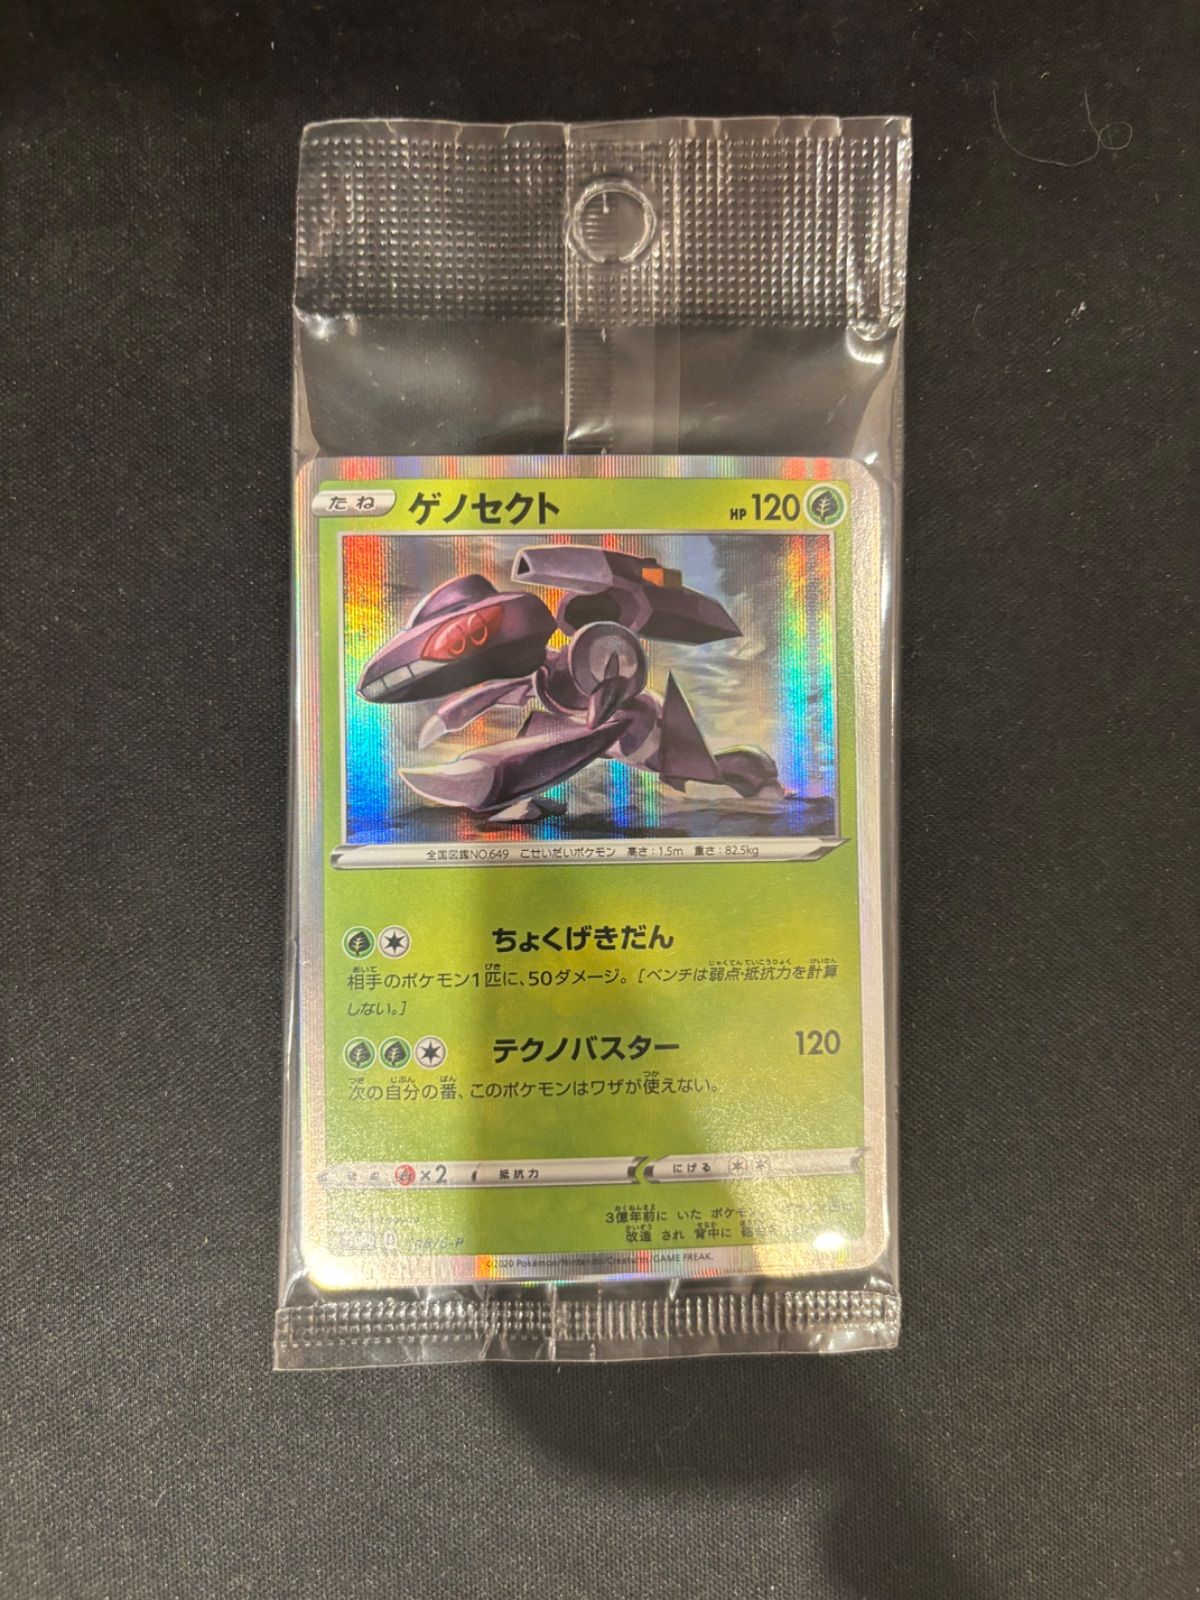 たね ゲノセクト HP 120
全国図鑑NO.649 こせいだいポケモン 高さ:1.5m 重さ:82.5kg
ちょくげきだん
相手のポケモン1匹に、50ダメージ。[ベンチは弱点・抵抗力を計算
しない。]
テクノバスター 120
次の自分の番、このポケモンはワザが使えない。
×2 抵抗力 にげる
3億年前に いた ポケモン
改造 され 背中に
©2020 Pokémon/Nintendo/Creatures/GAME FREAK.